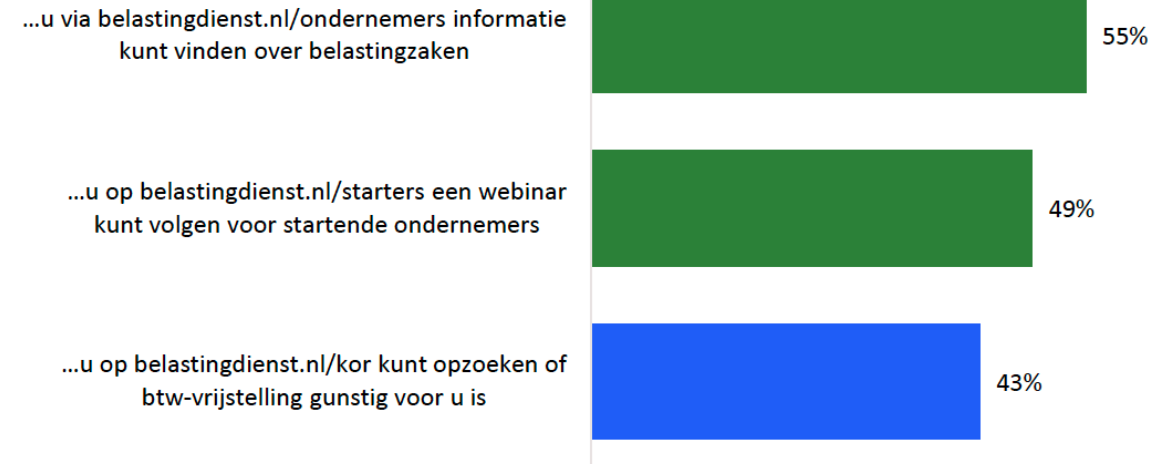 ...u via belastingdienst.nl/ondernemers informatie
kunt vinden over belastingzaken
55%
...u op belastingdienst.nl/starters een webinar
kunt volgen voor startende ondernemers
49%
...u op belastingdienst.nl/kor kunt opzoeken of
btw-vrijstelling gunstig voor u is
43%